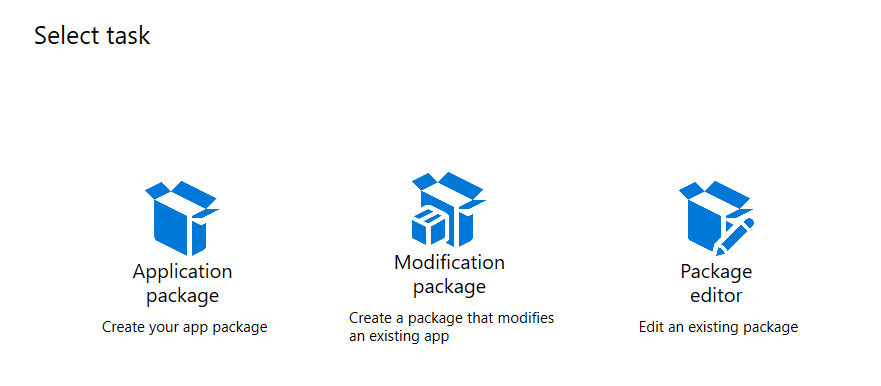 Select task
Application
package
Create your app package
Modification
package
Create a package that modifies
an existing app
Package
editor
Edit an existing package